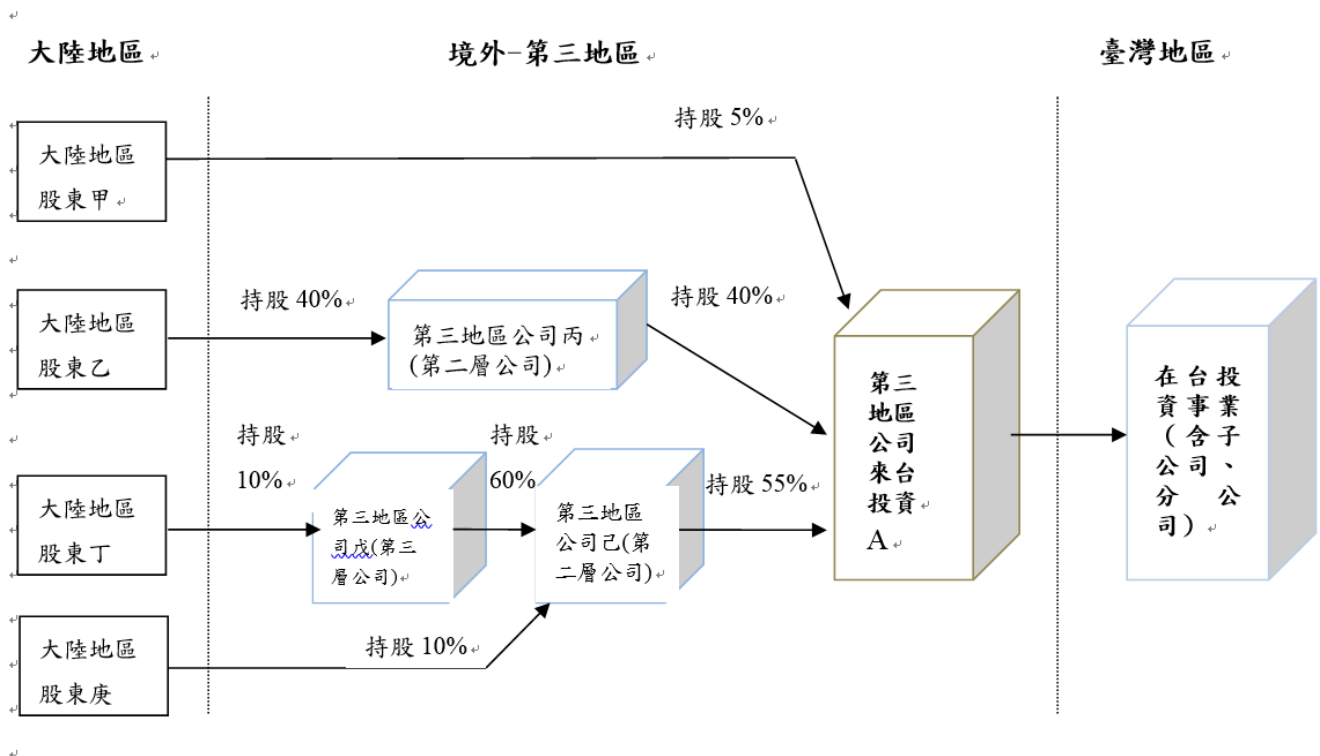 大陸地區
境外-第三地區
臺灣地區
持股 5%
大陸地區
股東甲
大陸地區
股東乙
持股 40%
第三地區公司丙
(第二層公司)
持股 40%
大陸地區
股東丁
持股
10%
第三地區公
司戊(第三
層公司)
持股
60%
第三地區
公司己(第
二層公司)
持股 55%
大陸地區
股東庚
持股 10%
第三
地區
公司
來台
投資
A
在台投
資事業
(含子
公司、
分公
司)